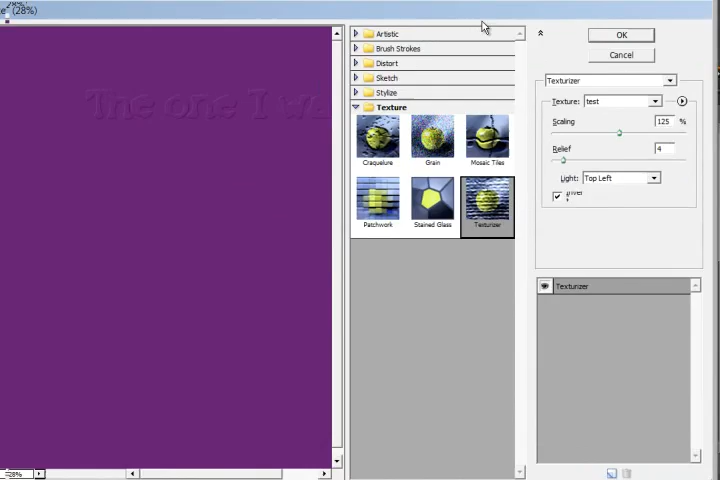 (28%)
The one I w
Artistic
Brush Strokes
Distort
Sketch
Stylize
Texture
Craquelure
Grain
Mosaic Tiles
Patchwork
Stained Glass
Texturizer
OK
Cancel
Texturizer
Texture: test
Scaling 125 %
Relief 4
Light: Top Left
Texturizer
28%